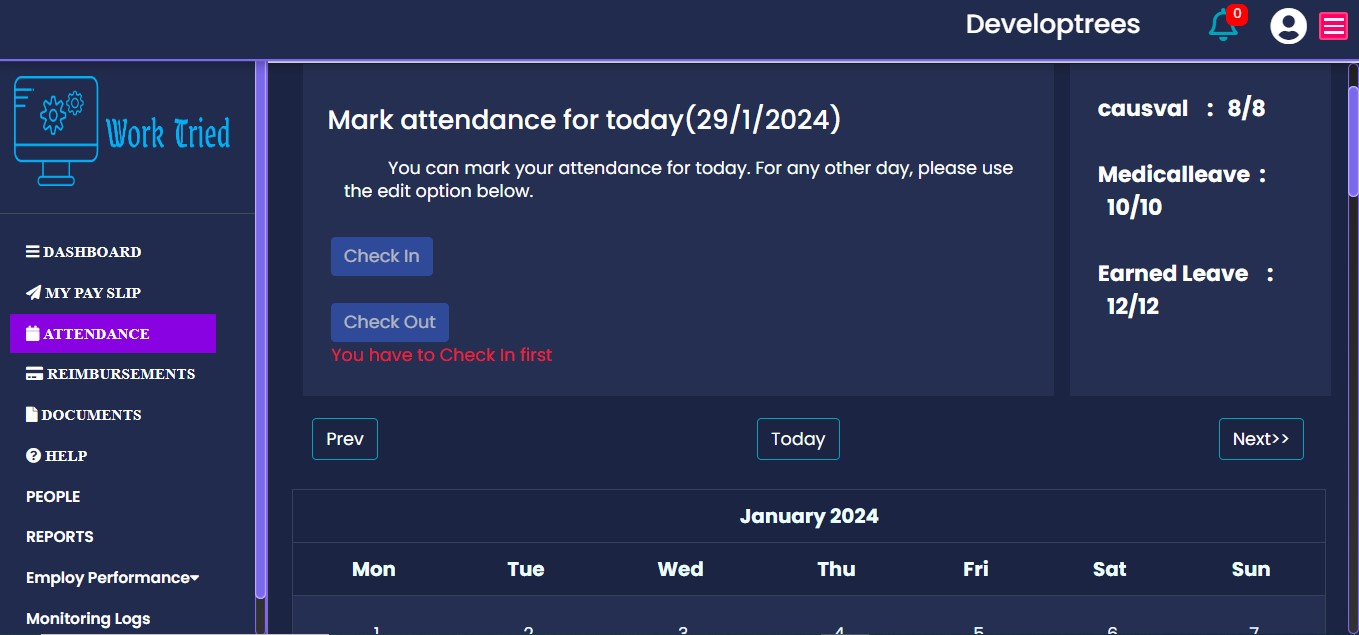 Developtrees
0
Work Tried
DASHBOARD
MY PAY SLIP
ATTENDANCE
REIMBURSEMENTS
DOCUMENTS
HELP
PEOPLE
REPORTS
Employ Performance
Monitoring Logs
Mark attendance for today(29/1/2024)
You can mark your attendance for today. For any other day, please use
the edit option below.
Check In
Check Out
You have to Check In first
causval : 8/8
Medicalleave :
10/10
Earned Leave :
12/12
Prev
Today
Next>>
January 2024
Mon Tue Wed Thu Fri Sat Sun
1 2 3 4 5 6 7